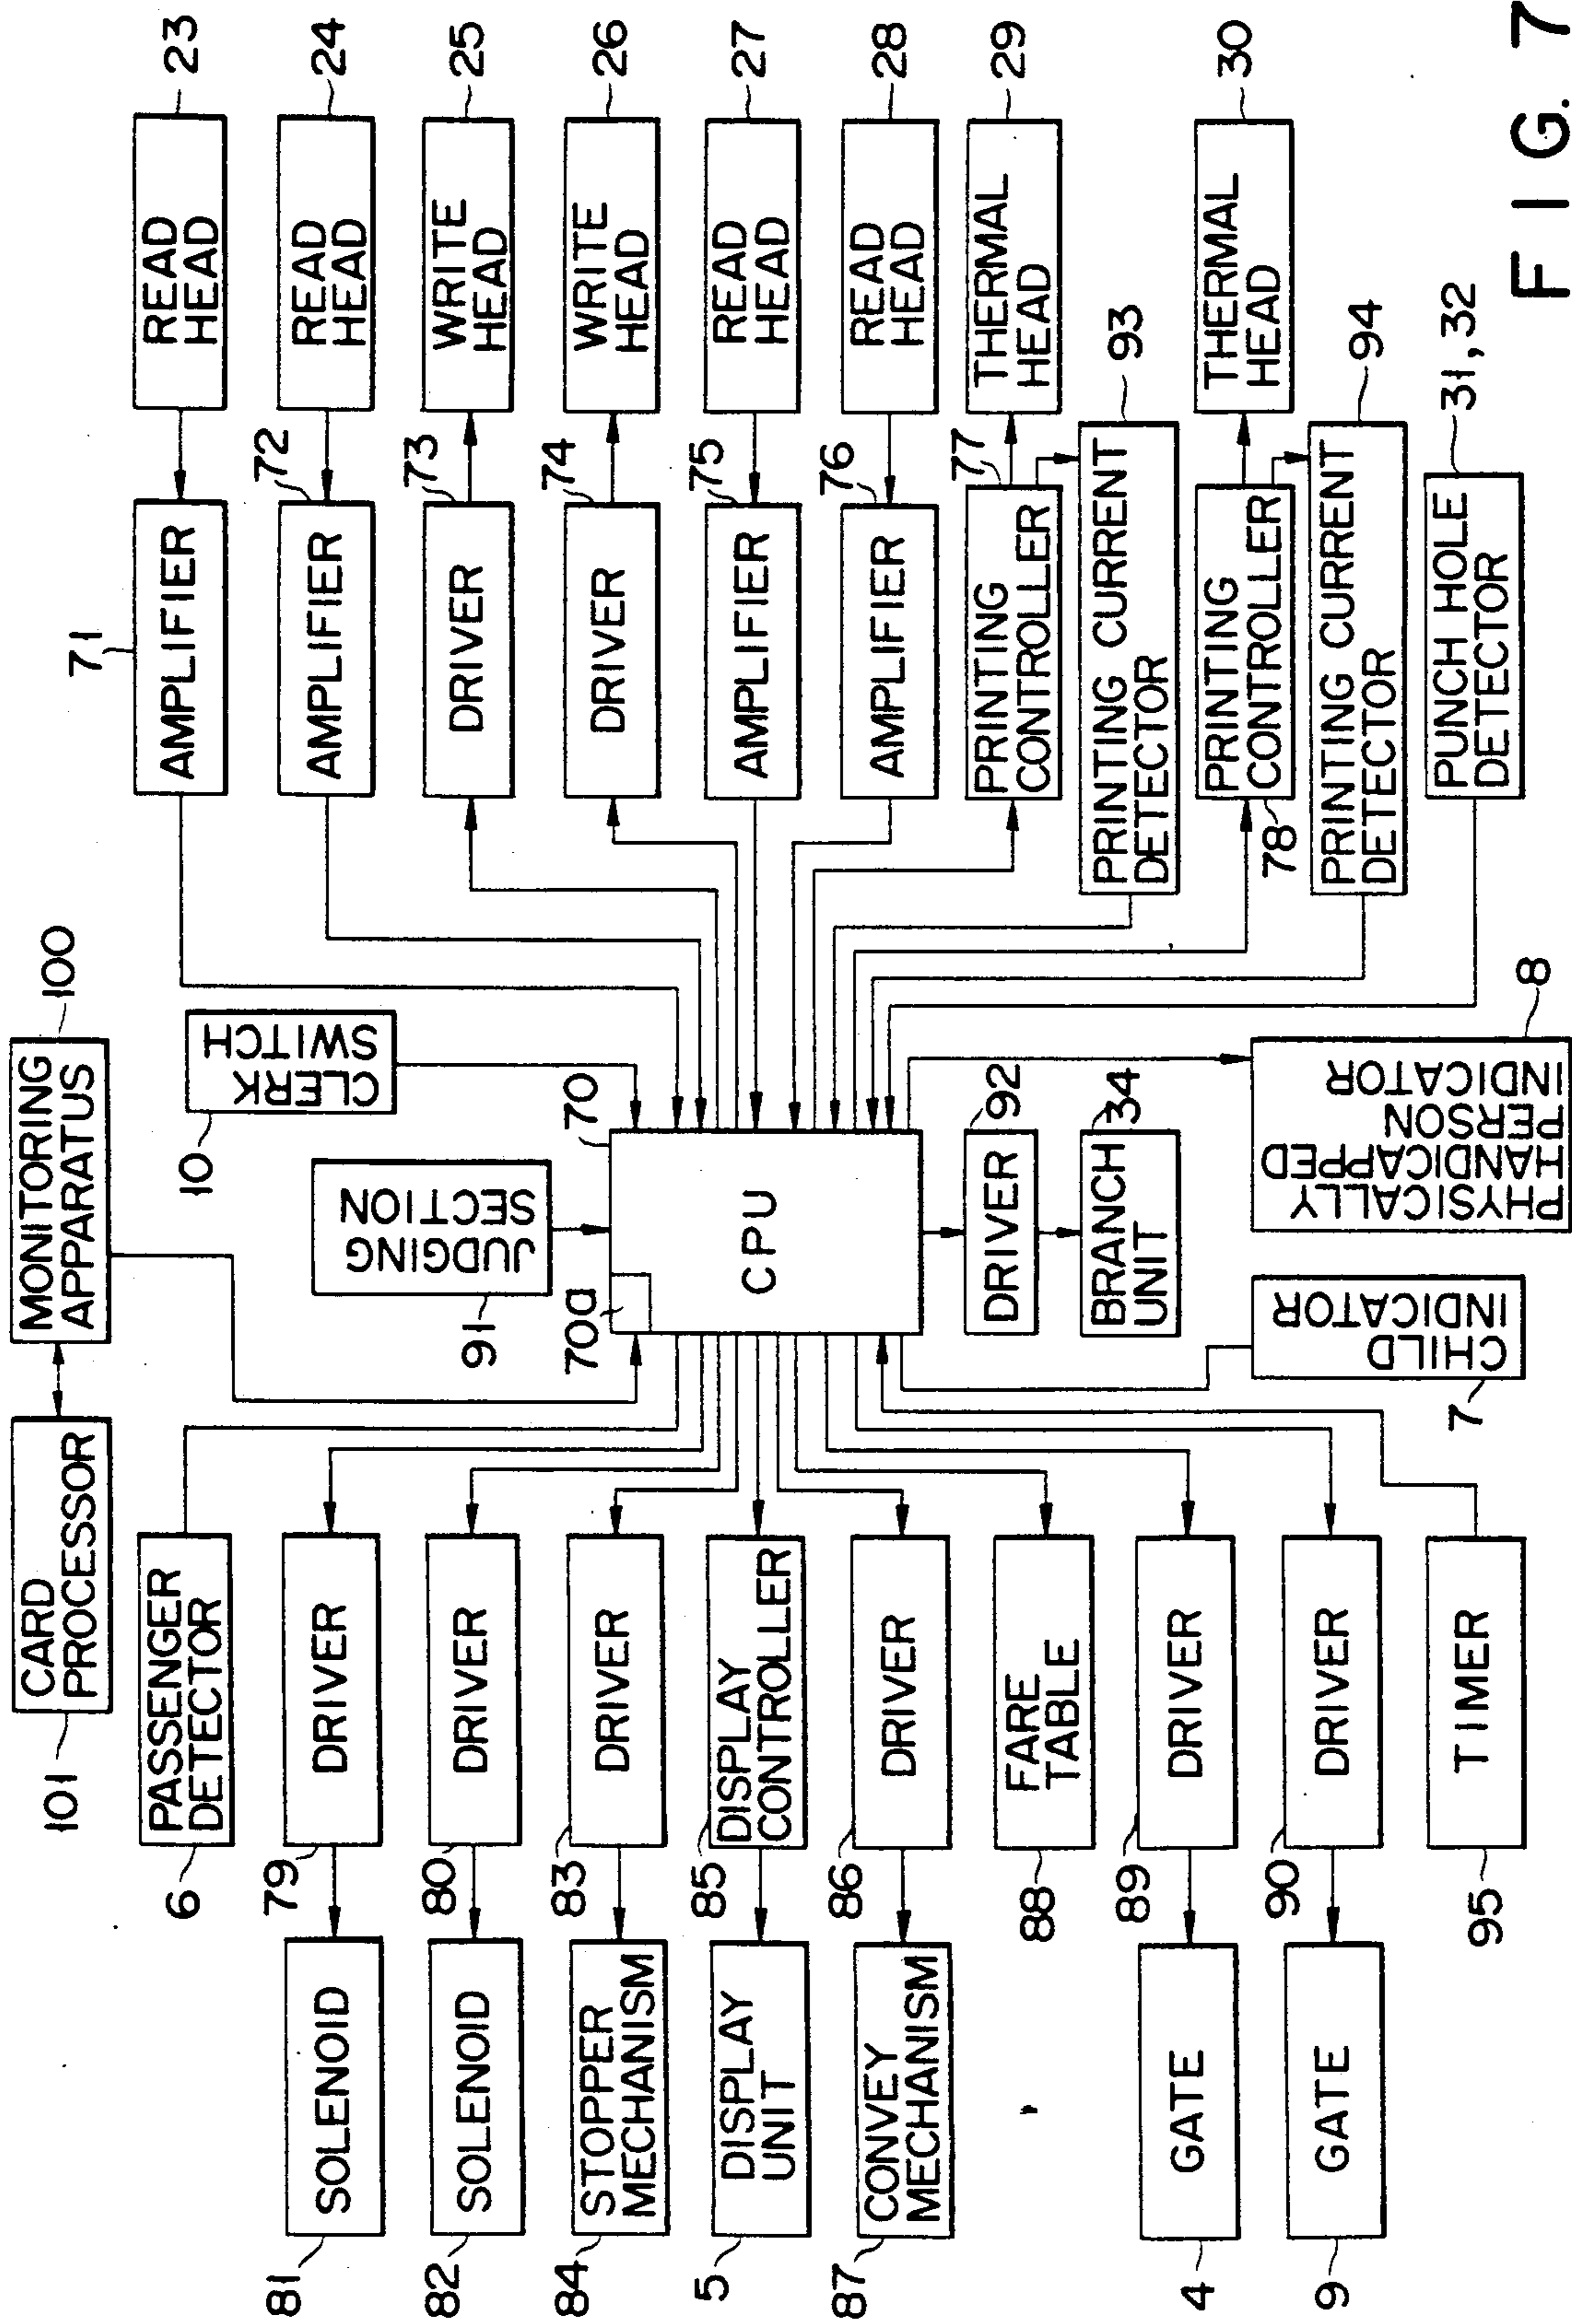 CARD
PROCESSOR
101
MONITORING
APPARATUS
100
PASSENGER
DETECTOR
6
SOLENOID
81
DRIVER
79
SOLENOID
82
DRIVER
80
STOPPER
MECHANISM
84
DRIVER
83
DISPLAY
UNIT
5
DISPLAY
CONTROLLER
85
CONVEY
MECHANISM
87
DRIVER
86
FARE
TABLE
88
GATE
4
DRIVER
89
GATE
9
DRIVER
90
TIMER
95
CLERK
SWITCH
10
JUDGING
SECTION
91
CPU
70
70a
DRIVER
92
BRANCH
UNIT
34
CHILD
INDICATOR
7
PHYSICALLY
HANDICAPPED
PERSON
INDICATOR
8
AMPLIFIER
71
READ
HEAD
23
AMPLIFIER
72
READ
HEAD
24
DRIVER
73
WRITE
HEAD
25
DRIVER
74
WRITE
HEAD
26
AMPLIFIER
75
READ
HEAD
27
AMPLIFIER
76
READ
HEAD
28
PRINTING
CONTROLLER
77
THERMAL
HEAD
29
PRINTING CURRENT
DETECTOR
93
PRINTING
CONTROLLER
78
THERMAL
HEAD
30
PRINTING CURRENT
DETECTOR
94
PUNCH HOLE
DETECTOR
31,32
FIG. 7